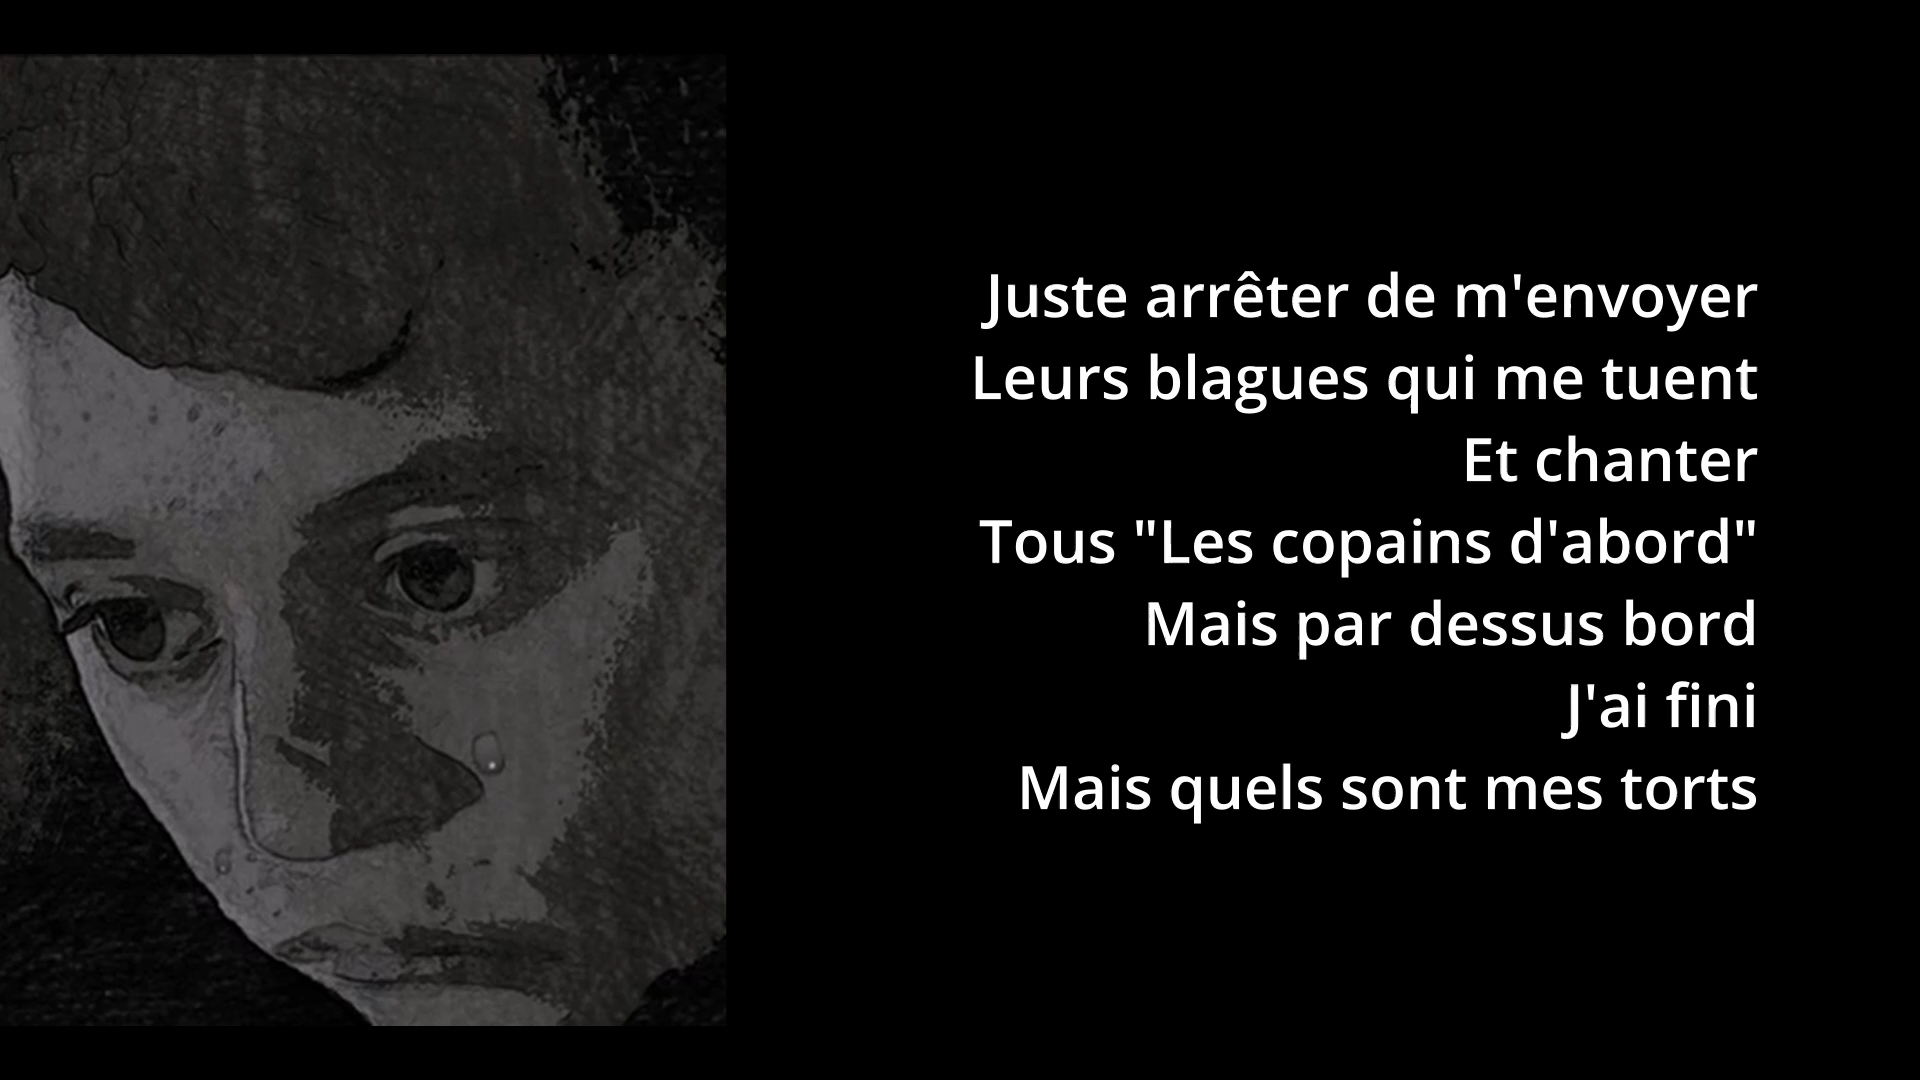 Juste arrêter de m'envoyer
Leurs blagues qui me tuent
Et chanter
Tous "Les copains d'abord"
Mais par dessus bord
J'ai fini
Mais quels sont mes torts